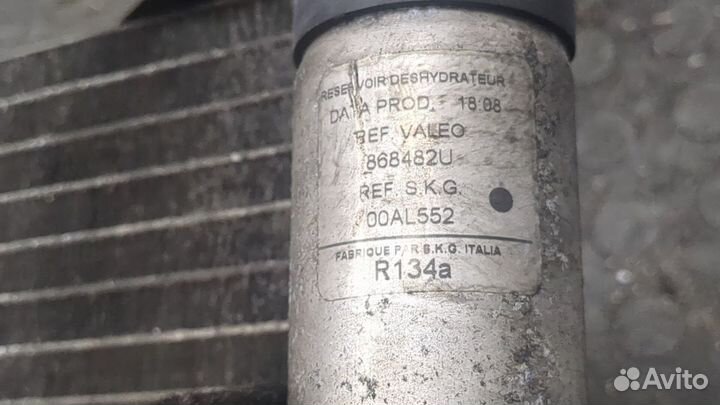 RESERVOIR DESHYDRATEUR
DATA PROD. 18.08
REF VALEO
868482U
REF. S.K.G.
00AL552
FABRIQUE PAR S.K.G. ITALIA
R134a
Avito